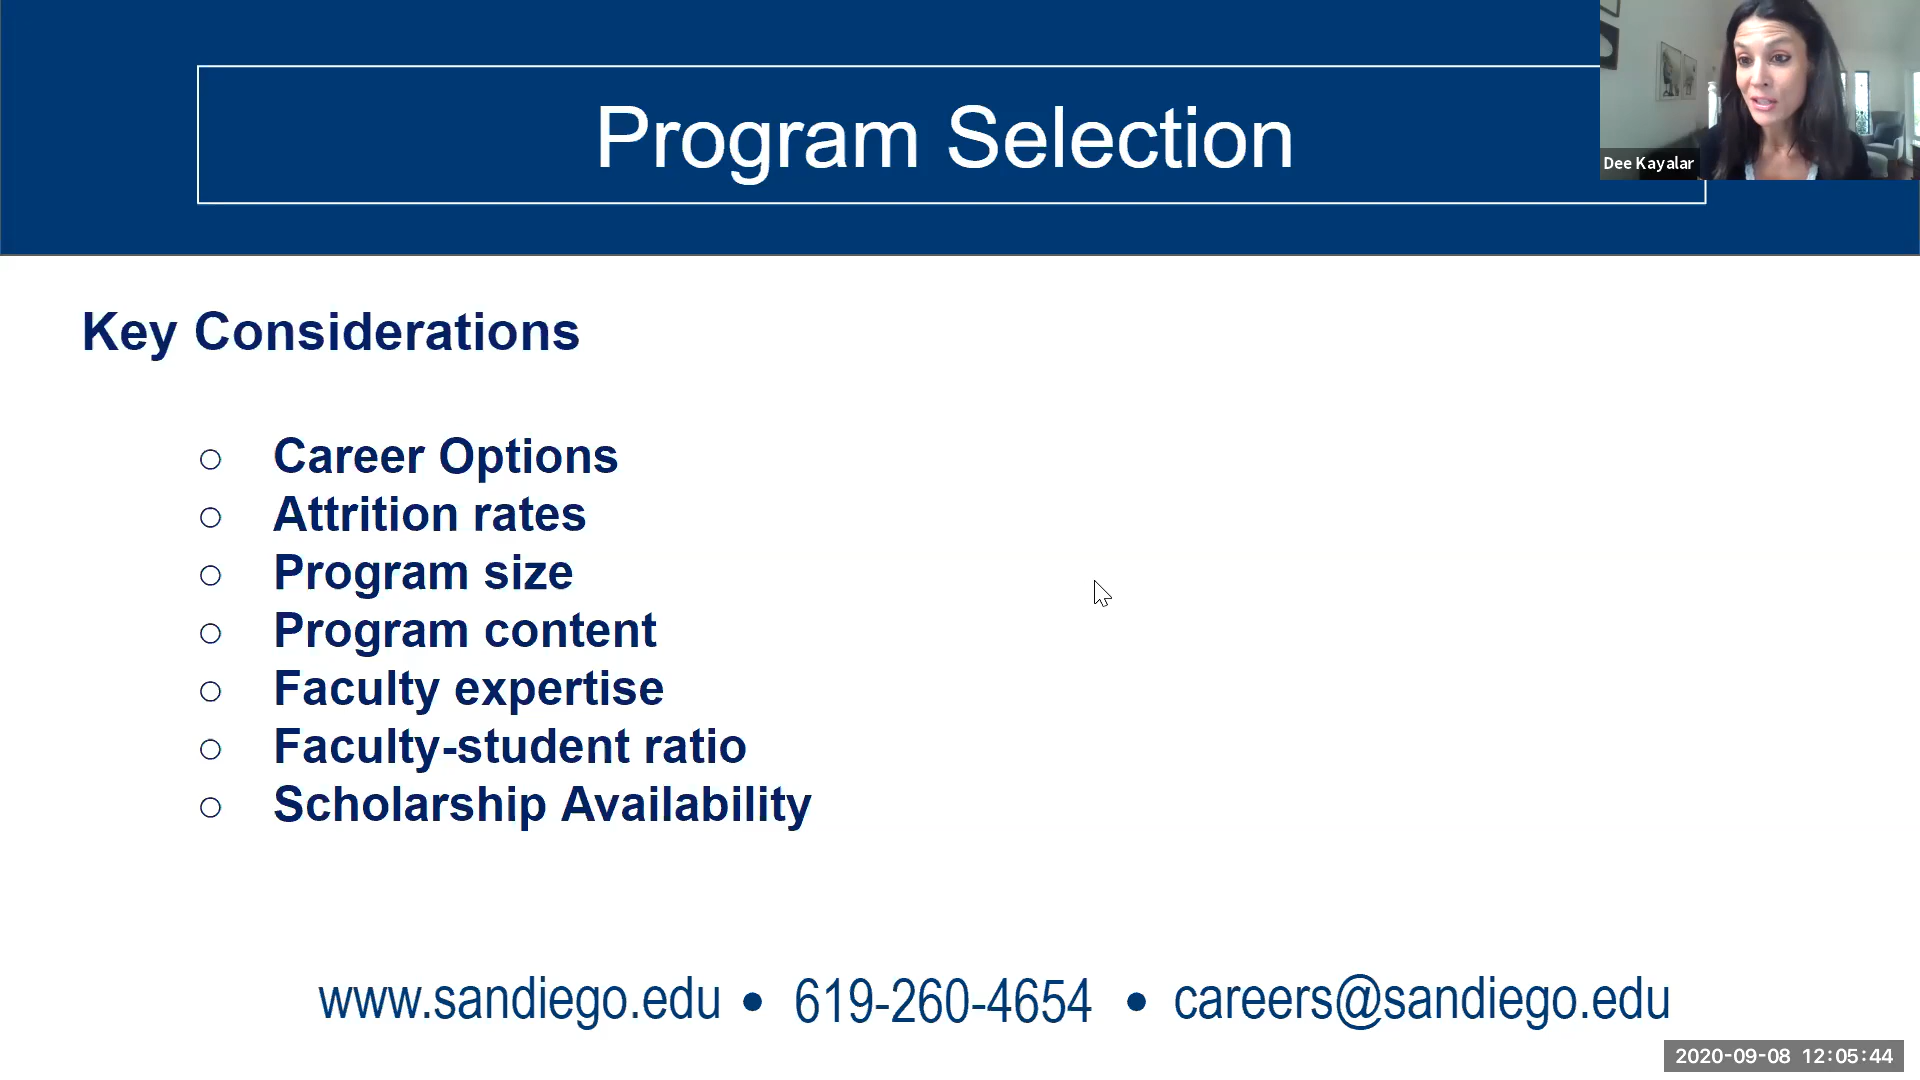 Program Selection
Dee Kayalar
Key Considerations
○ Career Options
○ Attrition rates
○ Program size
○ Program content
○ Faculty expertise
○ Faculty-student ratio
○ Scholarship Availability
www.sandiego.edu • 619-260-4654 • careers@sandiego.edu
2020-09-08 12:05:44